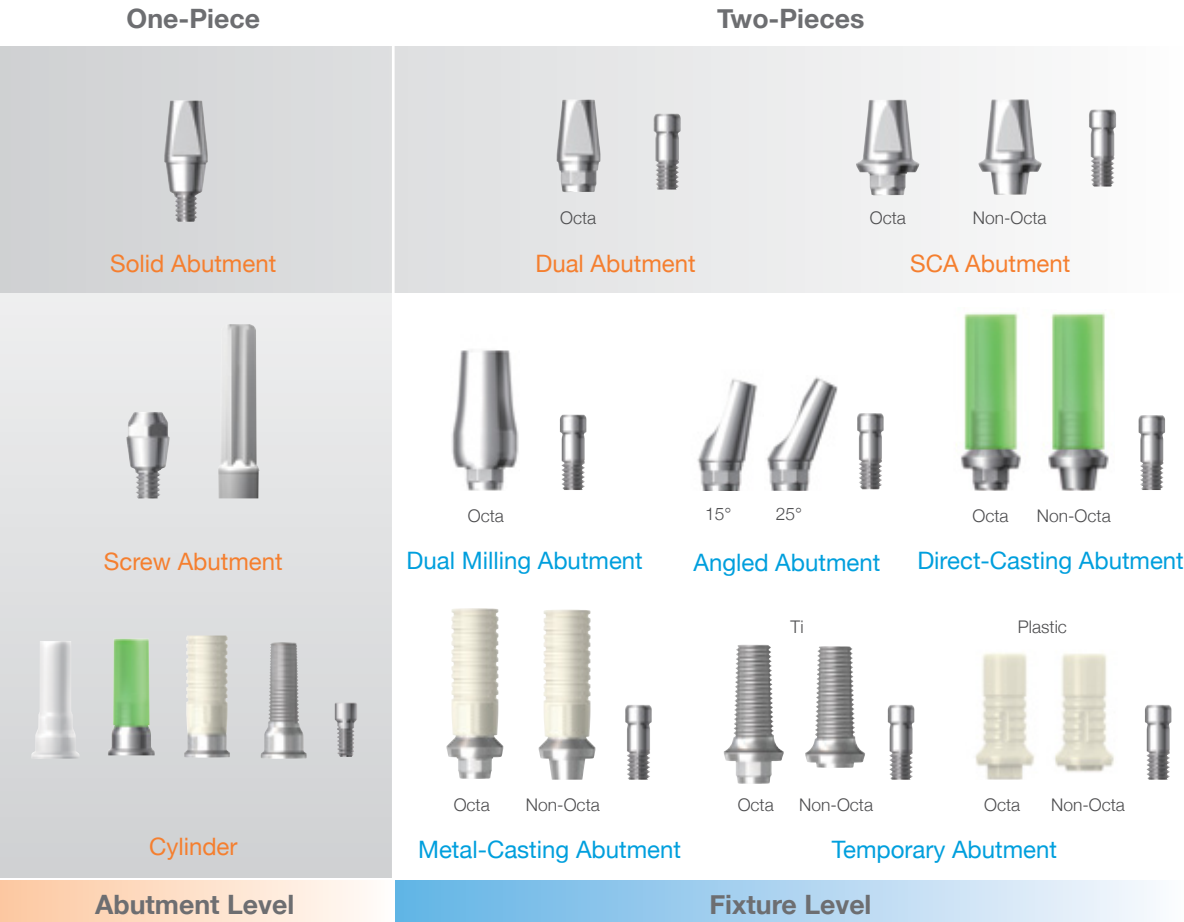 One-Piece
Two-Pieces
Octa
Octa
Non-Octa
Solid Abutment
Dual Abutment
SCA Abutment
Octa
15°
25°
Octa
Non-Octa
Screw Abutment
Dual Milling Abutment
Angled Abutment
Direct-Casting Abutment
Ti
Plastic
Octa
Non-Octa
Octa
Non-Octa
Octa
Non-Octa
Cylinder
Metal-Casting Abutment
Temporary Abutment
Abutment Level
Fixture Level